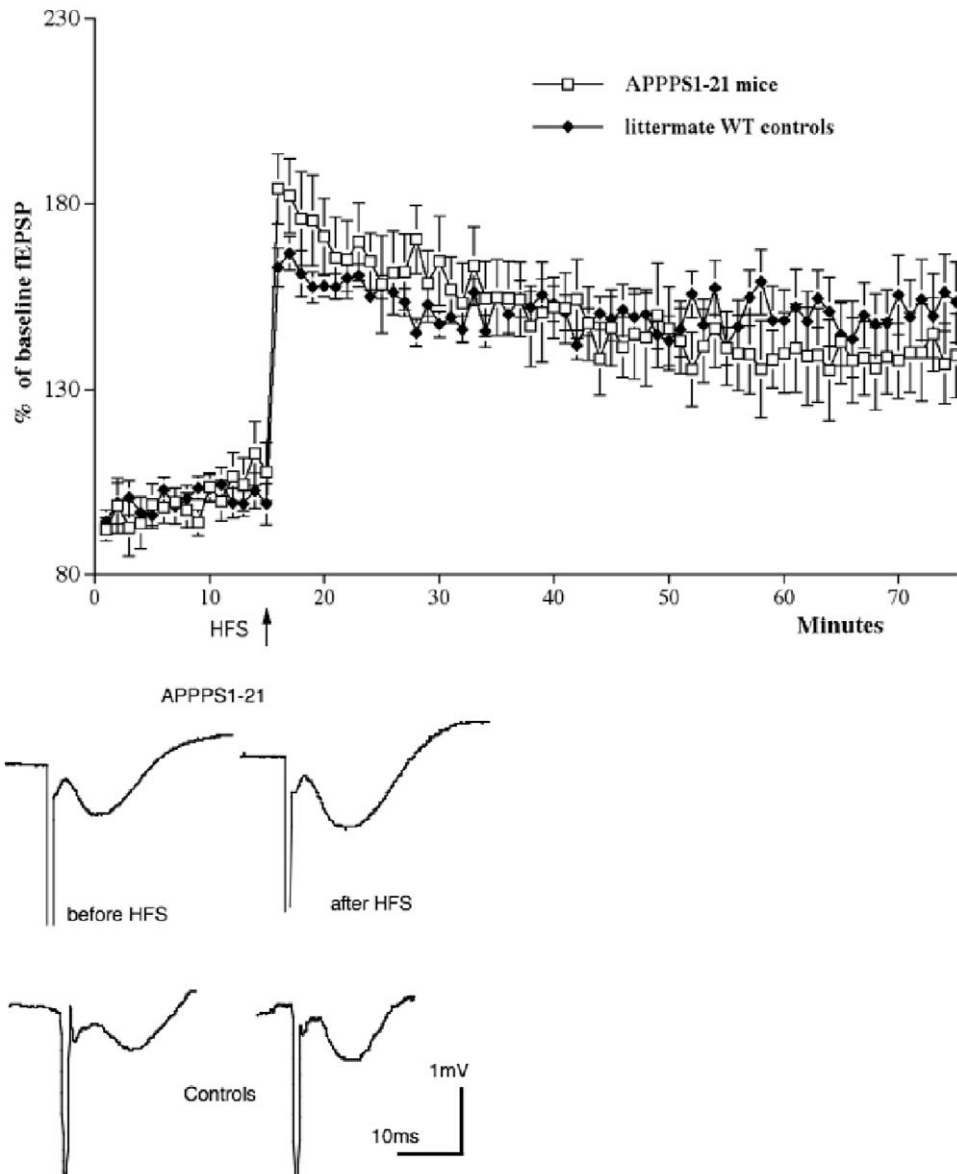 230
APPPS1-21 mice
littermate WT controls
180
% of baseline fEPSP
130
80
0 10 20 30 40 50 60 70
HFS
Minutes
APPPS1-21
before HFS
after HFS
Controls
1mV
10ms